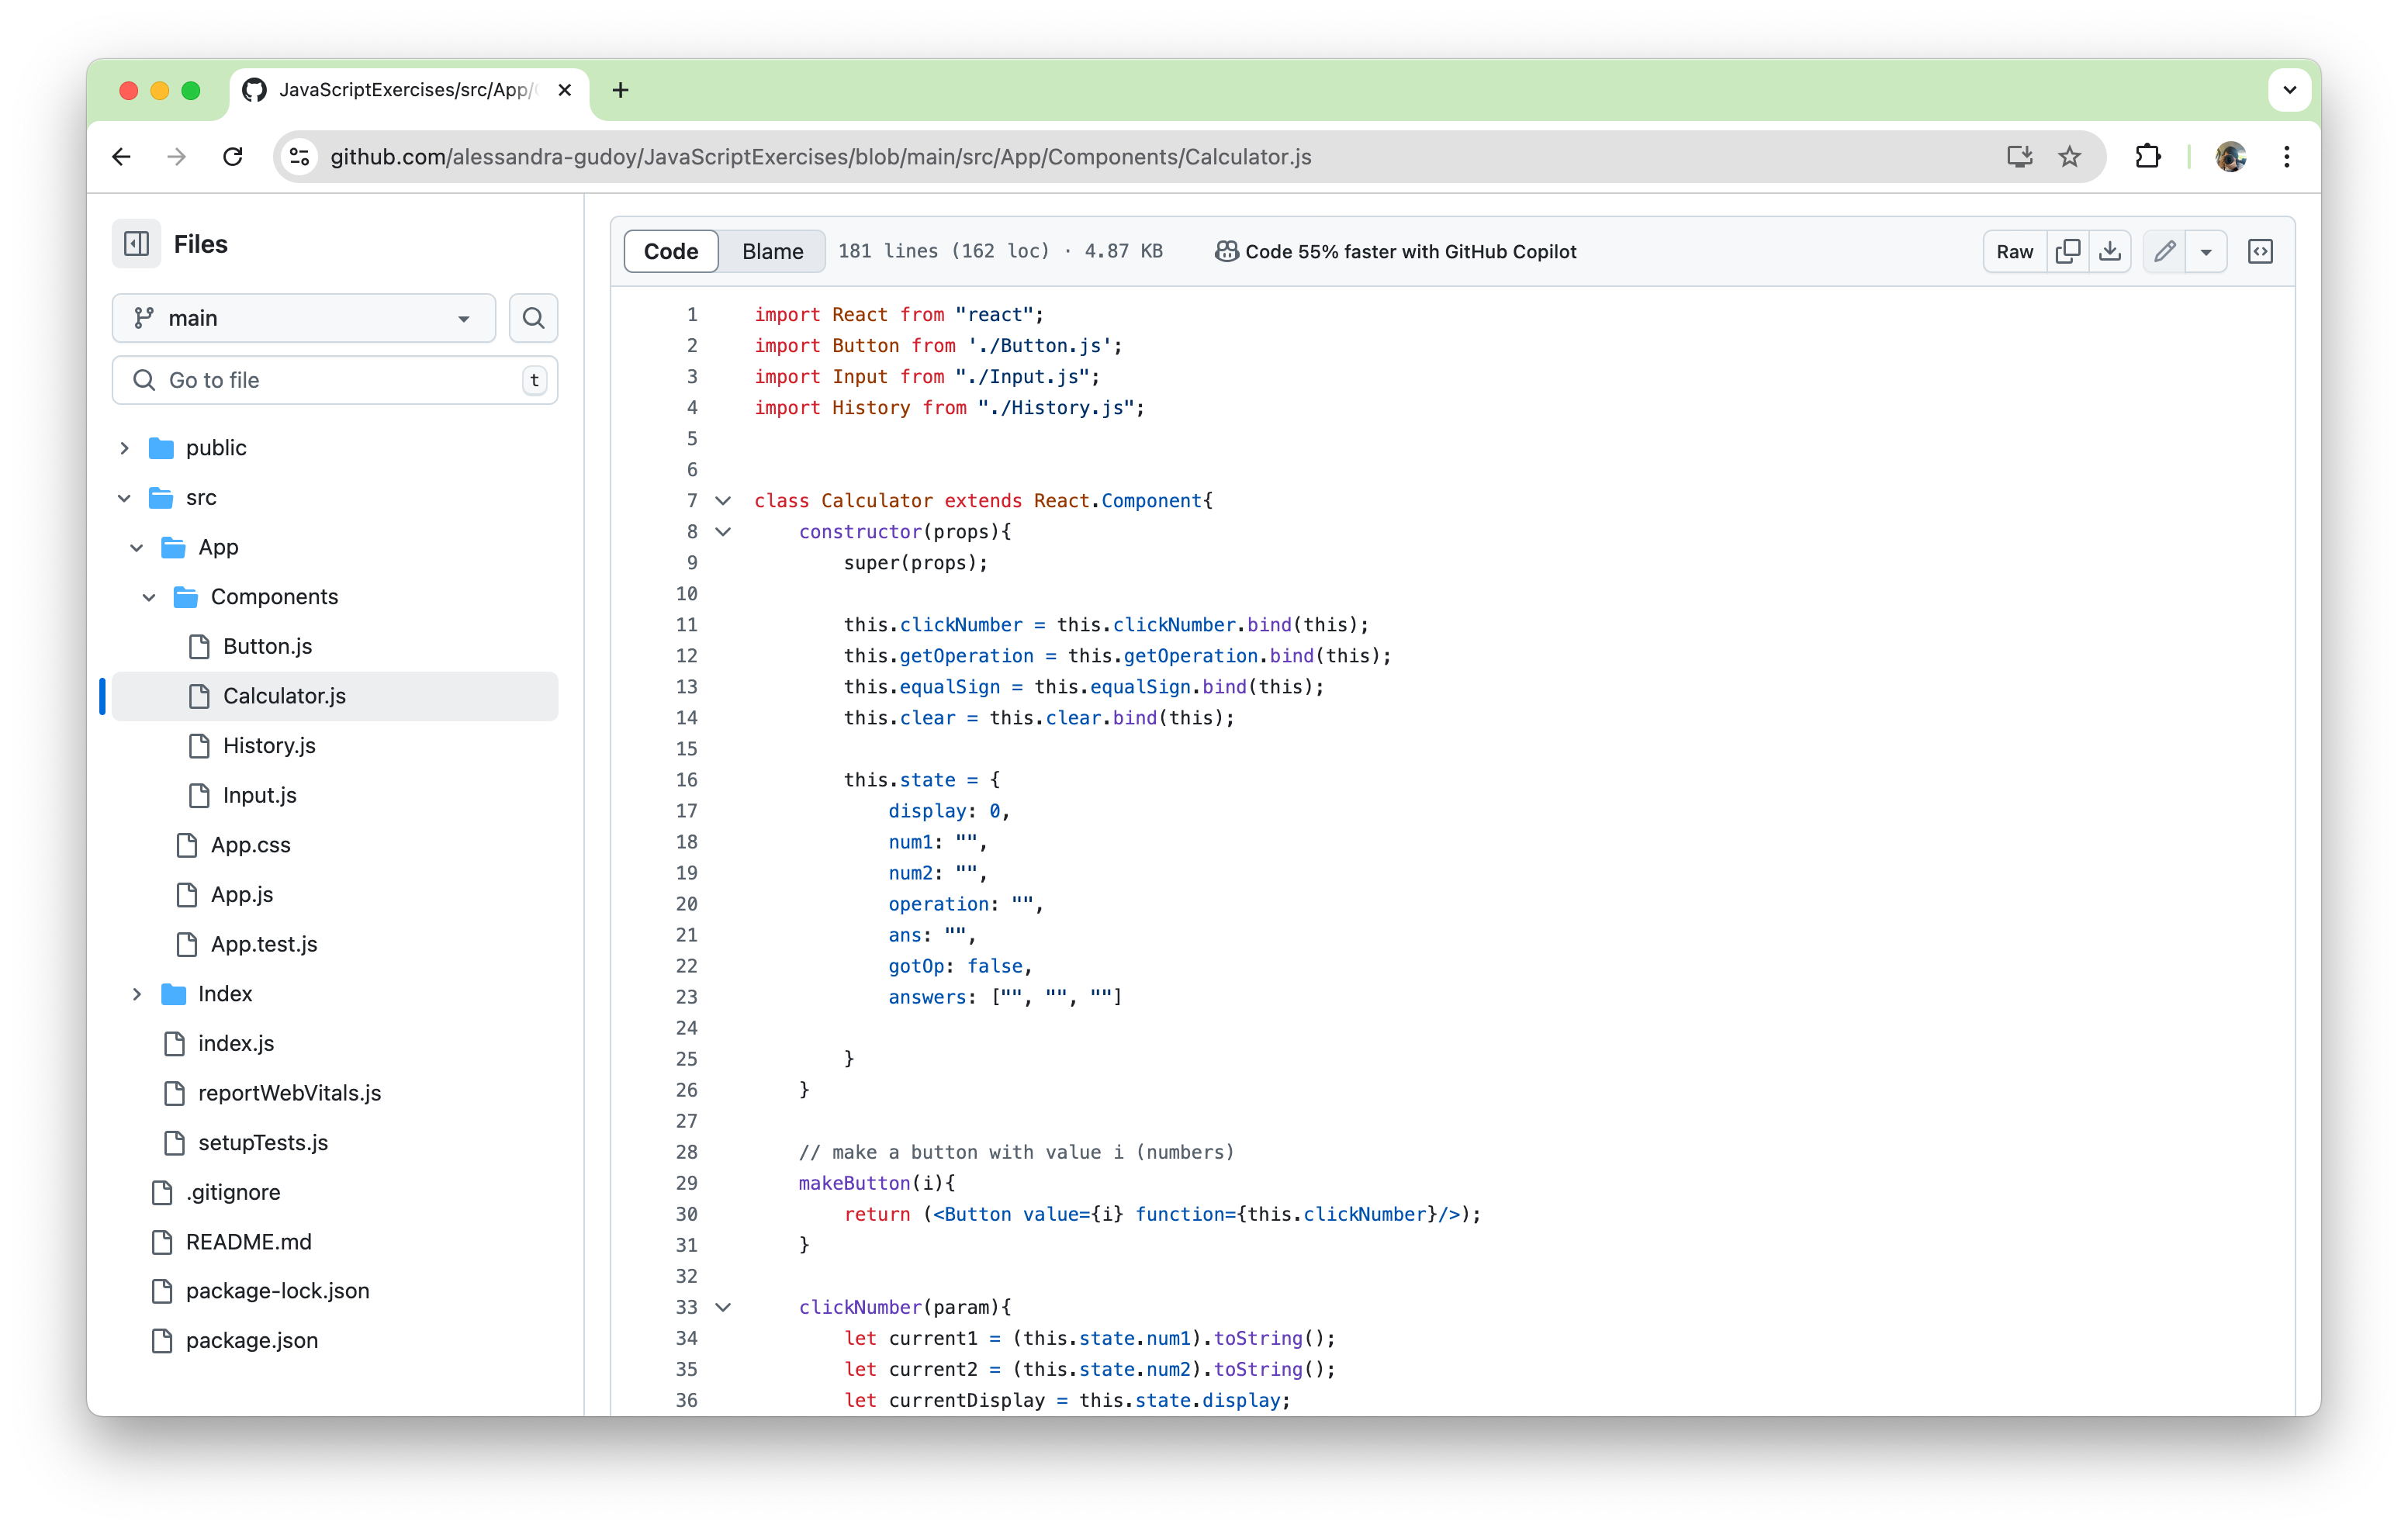 JavaScriptExercises/src/App/
github.com/alessandra-gudoy/JavaScriptExercises/blob/main/src/App/Components/Calculator.js
Files
main
Go to file
t
public
src
App
Components
Button.js
Calculator.js
History.js
Input.js
App.css
App.js
App.test.js
Index
index.js
reportWebVitals.js
setupTests.js
.gitignore
README.md
package-lock.json
package.json
Code Blame 181 lines (162 loc) · 4.87 KB Code 55% faster with GitHub Copilot Raw
1 import React from "react";
2 import Button from './Button.js';
3 import Input from "./Input.js";
4 import History from "./History.js";
5
6
7 class Calculator extends React.Component{
8     constructor(props){
9         super(props);
10
11         this.clickNumber = this.clickNumber.bind(this);
12         this.getOperation = this.getOperation.bind(this);
13         this.equalSign = this.equalSign.bind(this);
14         this.clear = this.clear.bind(this);
15
16         this.state = {
17             display: 0,
18             num1: "",
19             num2: "",
20             operation: "",
21             ans: "",
22             gotOp: false,
23             answers: ["", "", ""]
24
25         }
26     }
27
28     // make a button with value i (numbers)
29     makeButton(i){
30         return (<Button value={i} function={this.clickNumber}/>);
31     }
32
33     clickNumber(param){
34         let current1 = (this.state.num1).toString();
35         let current2 = (this.state.num2).toString();
36         let currentDisplay = this.state.display;